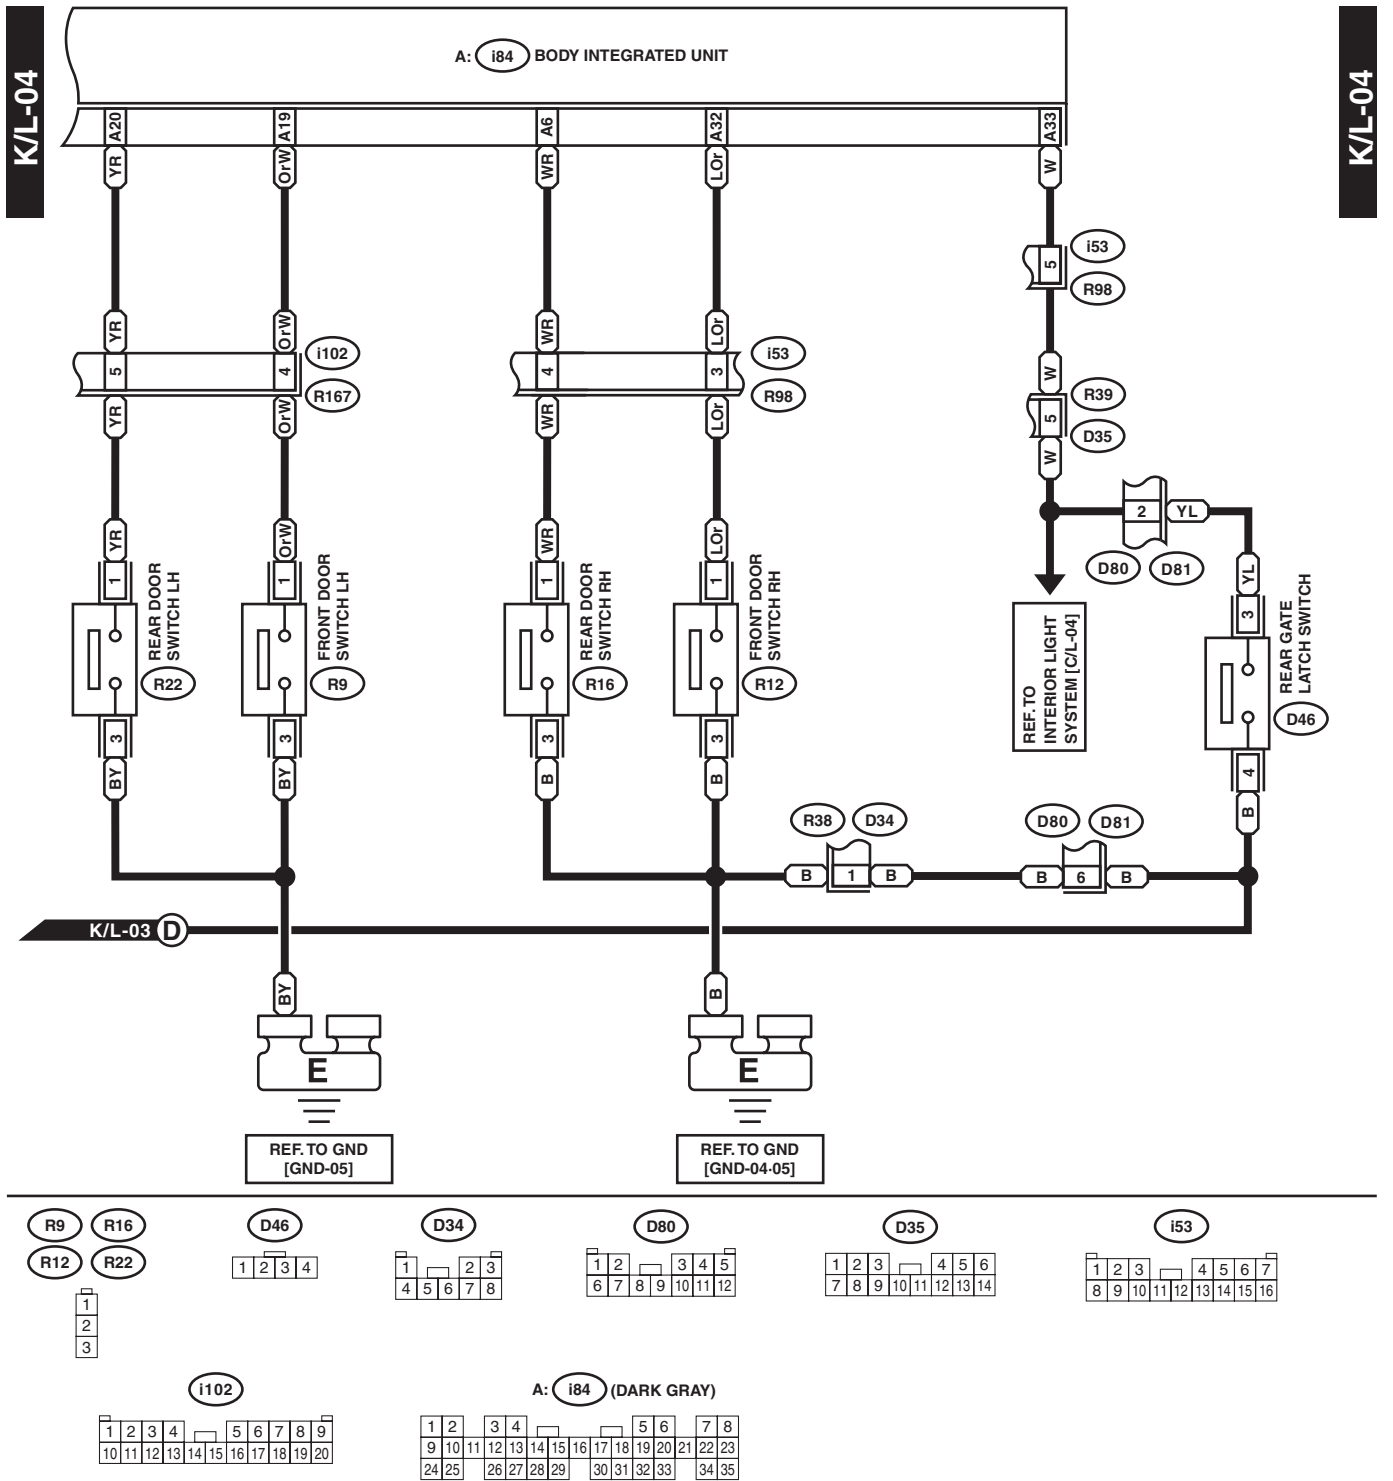 K/L-04
K/L-04
A: i84 BODY INTEGRATED UNIT
A20 A19 A6 A32 A33
YR OrW WR LOr W
5 i53
R98
YR OrW WR LOr W
5 4 i102 4 3 i53
R167 R98
R39
5 D35
YR OrW WR LOr W
2 YL
D80 D81
YR OrW WR LOr YL
1 1 1 1 3
REAR DOOR
SWITCH LH
R22
FRONT DOOR
SWITCH LH
R9
REAR DOOR
SWITCH RH
R16
FRONT DOOR
SWITCH RH
R12
REF. TO
INTERIOR LIGHT
SYSTEM [C/L-04]
REAR GATE
LATCH SWITCH
D46
3 3 3 3 4
BY BY B B B
R38 D34 D80 D81
B 1 B B 6 B
K/L-03 D
BY B
E E
REF. TO GND
[GND-05]
REF. TO GND
[GND-04·05]
R9 R16
R12 R22
1
2
3
D46
1 2 3 4
D34
1 2 3
4 5 6 7 8
D80
1 2 3 4 5
6 7 8 9 10 11 12
D35
1 2 3 4 5 6
7 8 9 10 11 12 13 14
i53
1 2 3 4 5 6 7
8 9 10 11 12 13 14 15 16
i102
1 2 3 4 5 6 7 8 9
10 11 12 13 14 15 16 17 18 19 20
A: i84 (DARK GRAY)
1 2 3 4 5 6 7 8
9 10 11 12 13 14 15 16 17 18 19 20 21 22 23
24 25 26 27 28 29 30 31 32 33 34 35